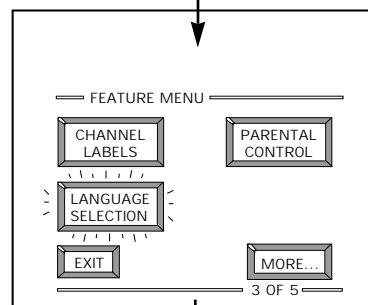 FEATURE MENU
CHANNEL
LABELS
PARENTAL
CONTROL
LANGUAGE
SELECTION
EXIT
MORE...
3 OF 5